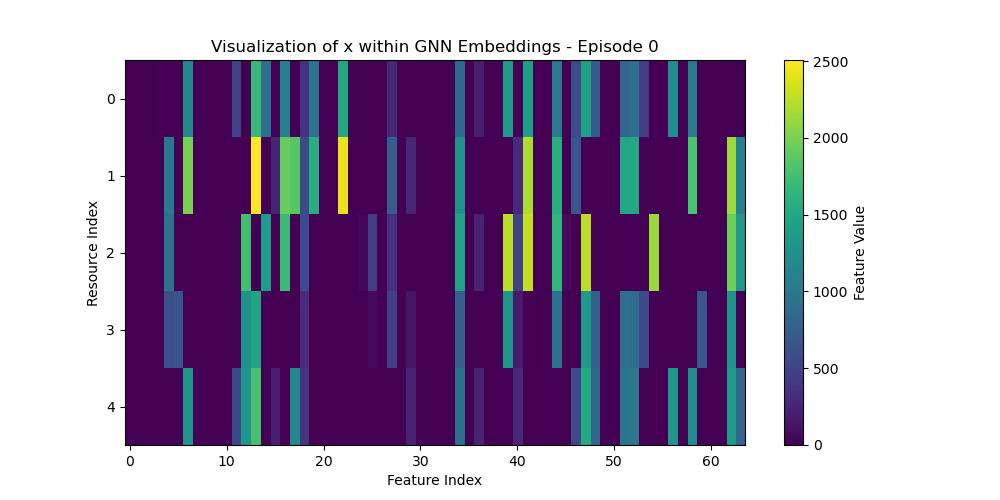 Visualization of x within GNN Embeddings - Episode 0
Resource Index
0
1
2
3
4
0 10 20 30 40 50 60
Feature Index
2500
2000
1500
1000
500
0
Feature Value